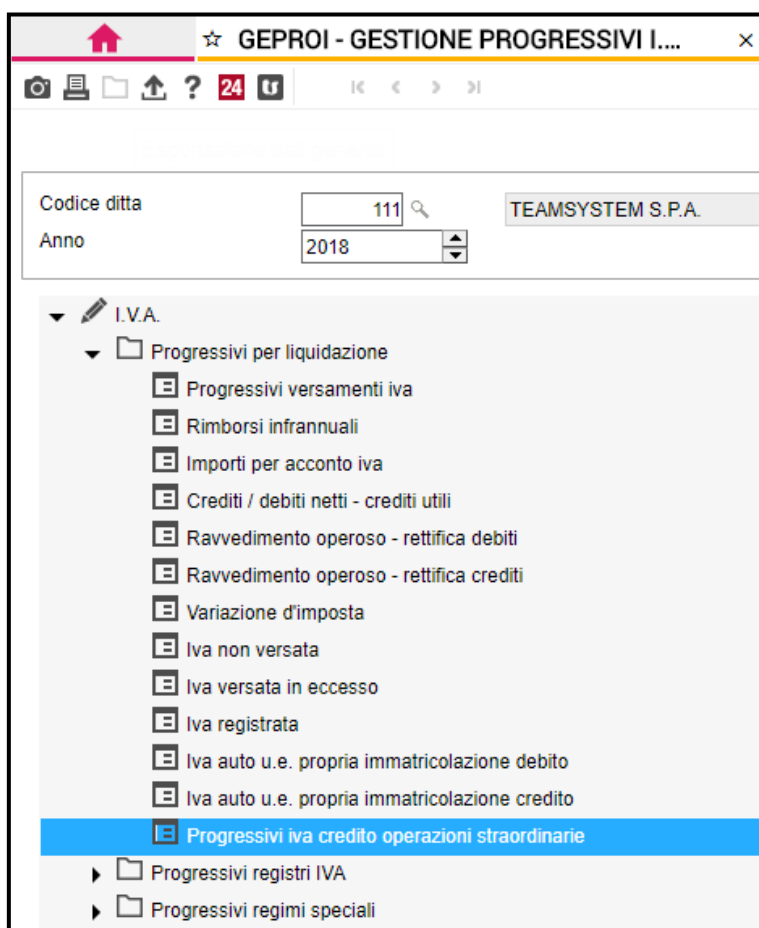 ☆ GEPROI - GESTIONE PROGRESSIVI I.... ×
? 24
Codice ditta 111 TEAMSYSTEM S.P.A.
Anno 2018
I.V.A.
Progressivi per liquidazione
Progressivi versamenti iva
Rimborsi infrannuali
Importi per acconto iva
Crediti / debiti netti - crediti utili
Ravvedimento operoso - rettifica debiti
Ravvedimento operoso - rettifica crediti
Variazione d'imposta
Iva non versata
Iva versata in eccesso
Iva registrata
Iva auto u.e. propria immatricolazione debito
Iva auto u.e. propria immatricolazione credito
Progressivi iva credito operazioni straordinarie
Progressivi registri IVA
Progressivi regimi speciali